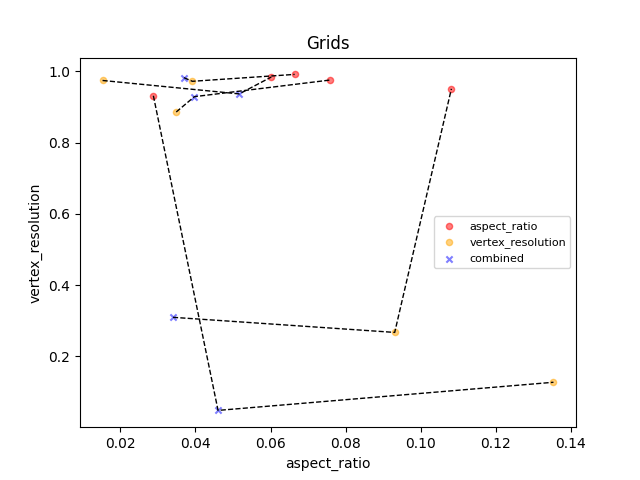 Grids
1.0
0.8
0.6
0.4
0.2
vertex_resolution
aspect_ratio
vertex_resolution
combined
0.02
0.04
0.06
0.08
0.10
0.12
0.14
aspect_ratio